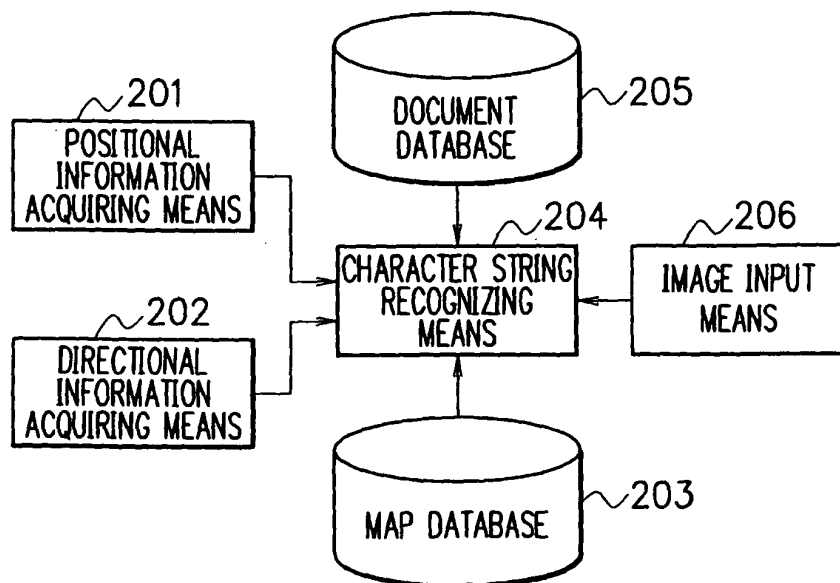 201
POSITIONAL
INFORMATION
ACQUIRING MEANS
202
DIRECTIONAL
INFORMATION
ACQUIRING MEANS
DOCUMENT
DATABASE
205
204
CHARACTER STRING
RECOGNIZING
MEANS
206
IMAGE INPUT
MEANS
MAP DATABASE
203